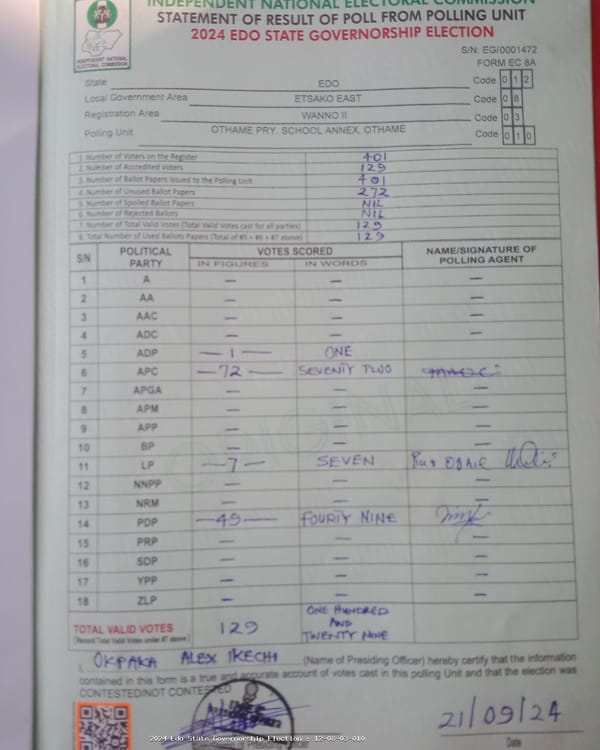 INDEPENDENT NATIONAL ELECTORAL COMMISSION
STATEMENT OF RESULT OF POLL FROM POLLING UNIT
2024 EDO STATE GOVERNORSHIP ELECTION
INEC
INDEPENDENT NATIONAL
ELECTORAL COMMISSION
S/N: EG/0001472
FORM EC 8A
State EDO Code 0 1 2
Local Government Area ETSAKO EAST Code 0 8
Registration Area WANNO II Code 0 3
Polling Unit OTHAME PRY. SCHOOL ANNEX, OTHAME Code 0 1 0
1. Number of Voters on the Register 401
2. Number of Accredited Voters 129
3. Number of Ballot Papers Issued to the Polling Unit 401
4. Number of Unused Ballot Papers 272
5. Number of Spoiled Ballot Papers NIL
6. Number of Rejected Ballots NIL
7. Number of Total Valid Votes (Total Valid Votes cast for all parties) 129
8. Total Number of Used Ballots Papers (Total of #5 + #6 + #7 above) 129
S/N POLITICAL PARTY VOTES SCORED NAME/SIGNATURE OF POLLING AGENT
IN FIGURES IN WORDS
1 A — — —
2 AA — — —
3 AAC — — —
4 ADC — — —
5 ADP —1— ONE
6 APC —72— SEVENTY TWO
7 APGA — — —
8 APM — — —
9 APP — — —
10 BP — — —
11 LP —7— SEVEN
12 NNPP — — —
13 NRM — — —
14 PDP —49— FOURTY NINE
15 PRP — — —
16 SDP — — —
17 YPP — — —
18 ZLP — — —
TOTAL VALID VOTES 129 ONE HUNDRED AND TWENTY NINE
(Record Total Valid Votes under #7 above)
I, OKPAKA ALEX IKECHI (Name of Presiding Officer) hereby certify that the information
contained in this form is a true and accurate account of votes cast in this polling Unit and that the election was
CONTESTED/NOT CONTESTED
21/09/24
Date
2024 Edo State Governorship Election : 12-08-03-010